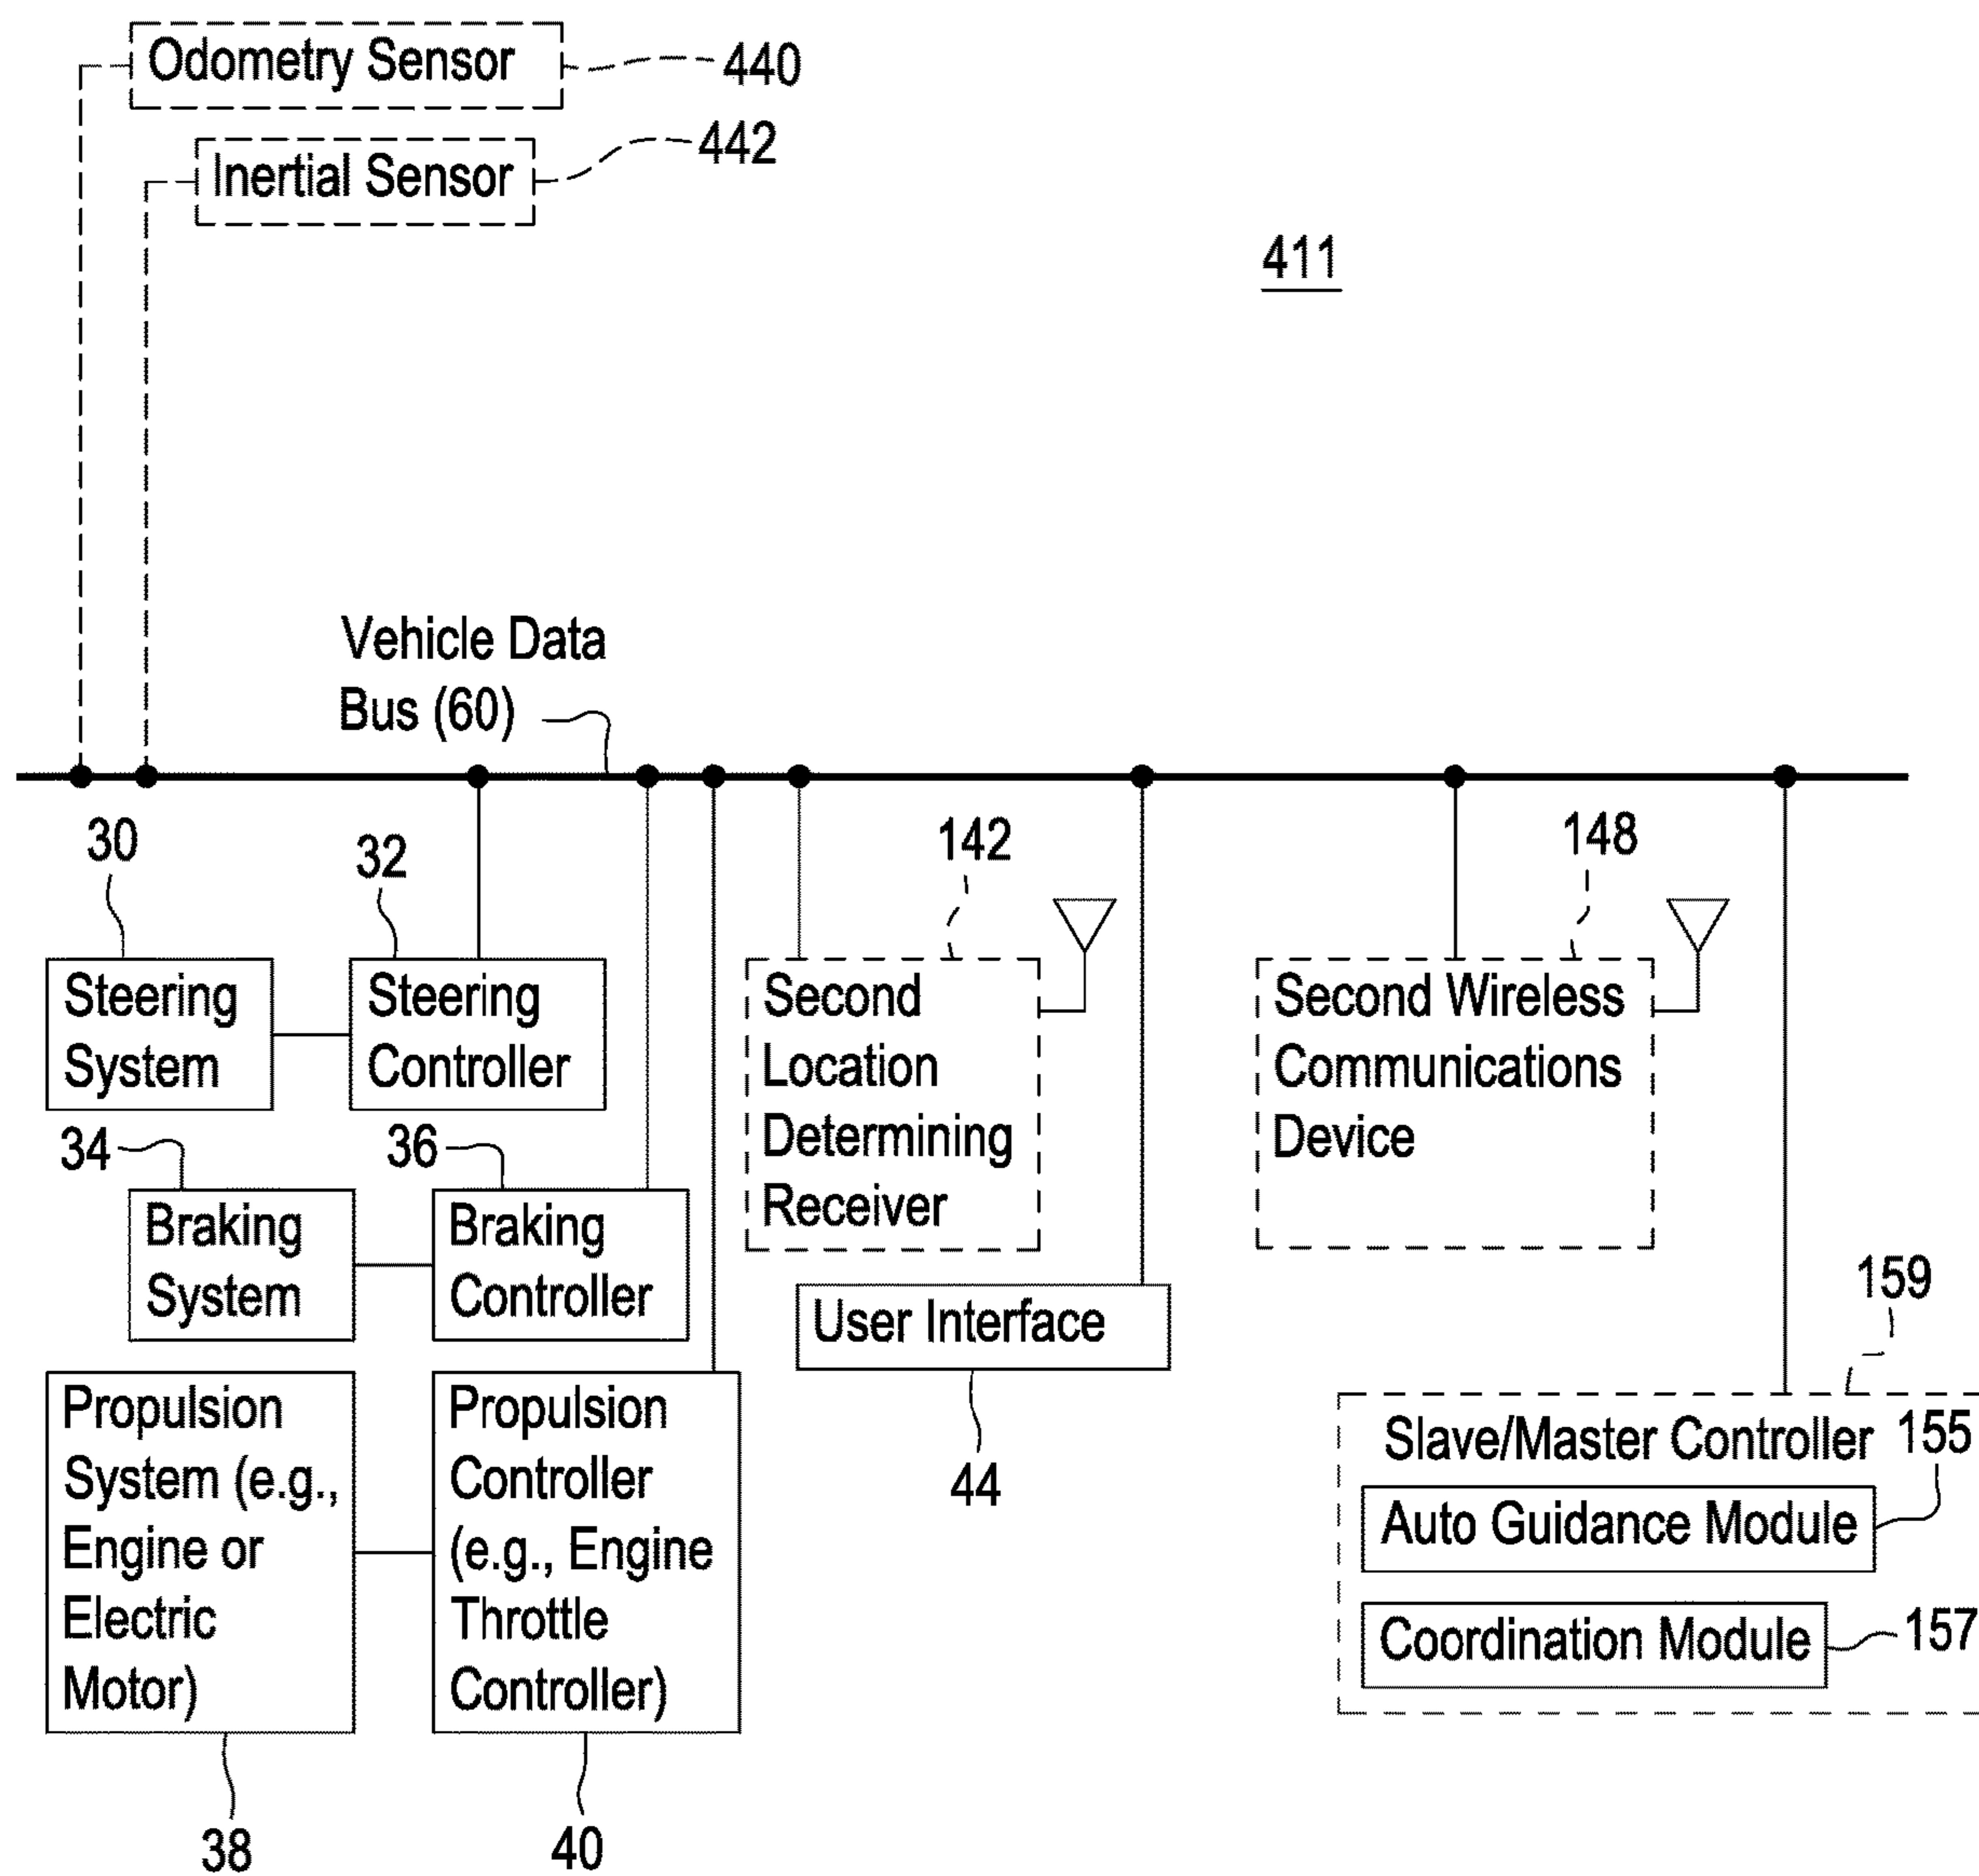 Odometry Sensor
440
Inertial Sensor
442
411
Vehicle Data
Bus (60)
30
32
142
148
Steering
System
Steering
Controller
Second
Location
Determining
Receiver
Second Wireless
Communications
Device
34
36
Braking
System
Braking
Controller
User Interface
44
159
Propulsion
System (e.g.,
Engine or
Electric
Motor)
Propulsion
Controller
(e.g., Engine
Throttle
Controller)
Slave/Master Controller
155
Auto Guidance Module
Coordination Module
157
38
40